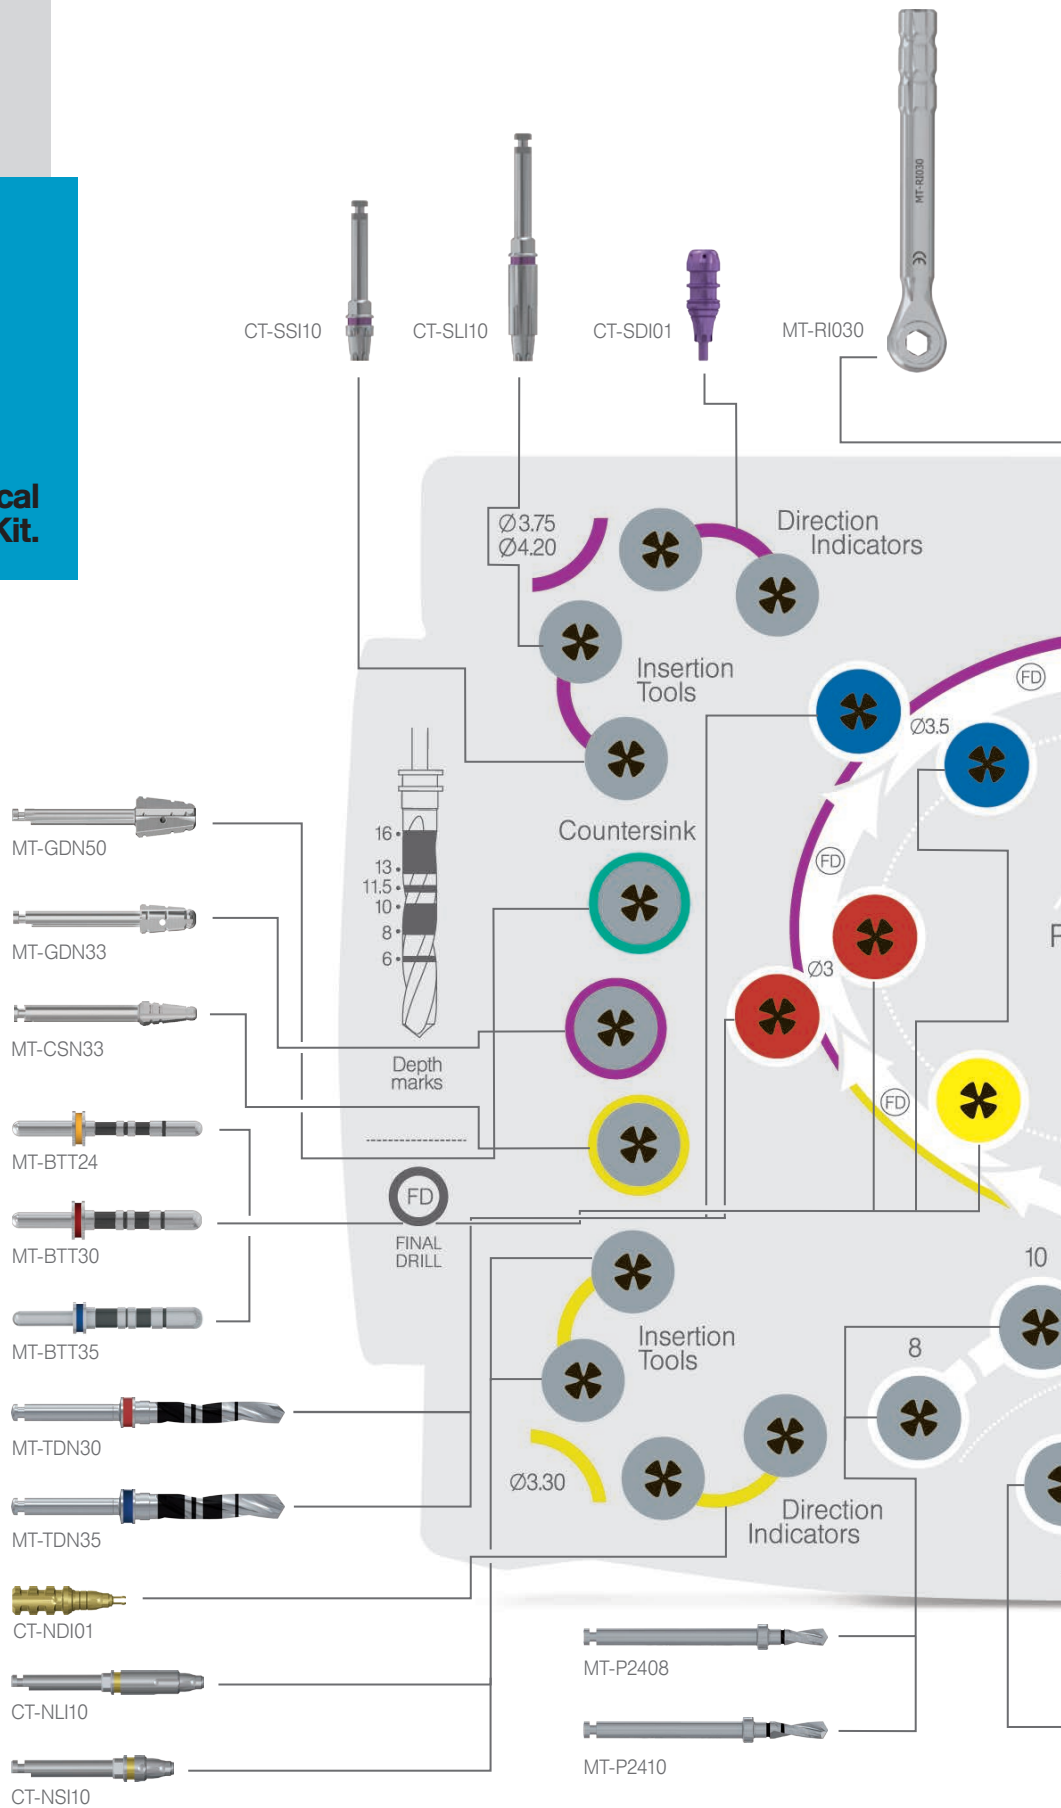 MT-RI030
CE
CT-SSI10
CT-SLI10
CT-SDI01
MT-RI030
cal
Kit.
Ø3.75
Ø4.20
Direction
Indicators
Insertion
Tools
FD
Ø3.5
Countersink
16
13
11.5
10
8
6
MT-GDN50
FD
MT-GDN33
Ø3
MT-CSN33
Depth
marks
FD
MT-BTT24
FD
FINAL
DRILL
MT-BTT30
10
Insertion
Tools
8
MT-BTT35
MT-TDN30
Ø3.30
Direction
Indicators
MT-TDN35
CT-NDI01
MT-P2408
CT-NLI10
MT-P2410
CT-NSI10